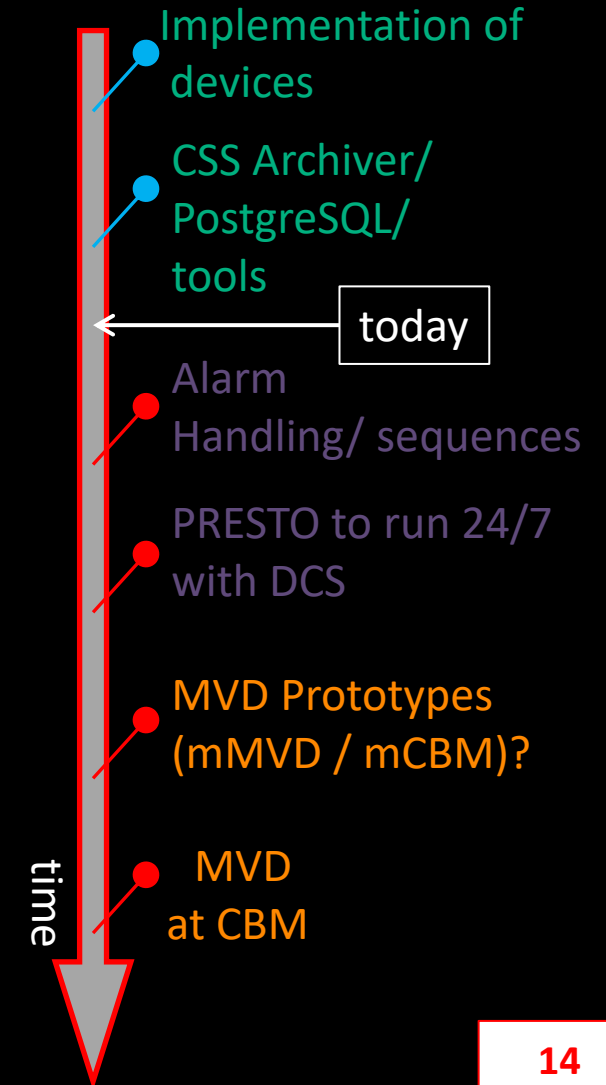 Implementation of
devices
CSS Archiver/
PostgreSQL/
tools
today
Alarm
Handling/ sequences
PRESTO to run 24/7
with DCS
MVD Prototypes
(mMVD / mCBM)?
MVD
at CBM
time
14